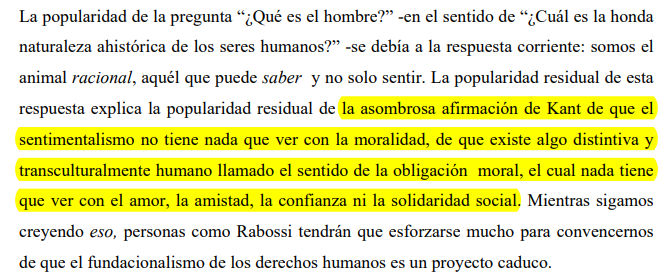 La popularidad de la pregunta “¿Qué es el hombre?” -en el sentido de “¿Cuál es la honda
naturaleza ahistórica de los seres humanos?” -se debía a la respuesta corriente: somos el
animal racional, aquél que puede saber y no solo sentir. La popularidad residual de esta
respuesta explica la popularidad residual de la asombrosa afirmación de Kant de que el
sentimentalismo no tiene nada que ver con la moralidad, de que existe algo distintiva y
transculturalmente humano llamado el sentido de la obligación moral, el cual nada tiene
que ver con el amor, la amistad, la confianza ni la solidaridad social. Mientras sigamos
creyendo eso, personas como Rabossi tendrán que esforzarse mucho para convencernos
de que el fundacionalismo de los derechos humanos es un proyecto caduco.